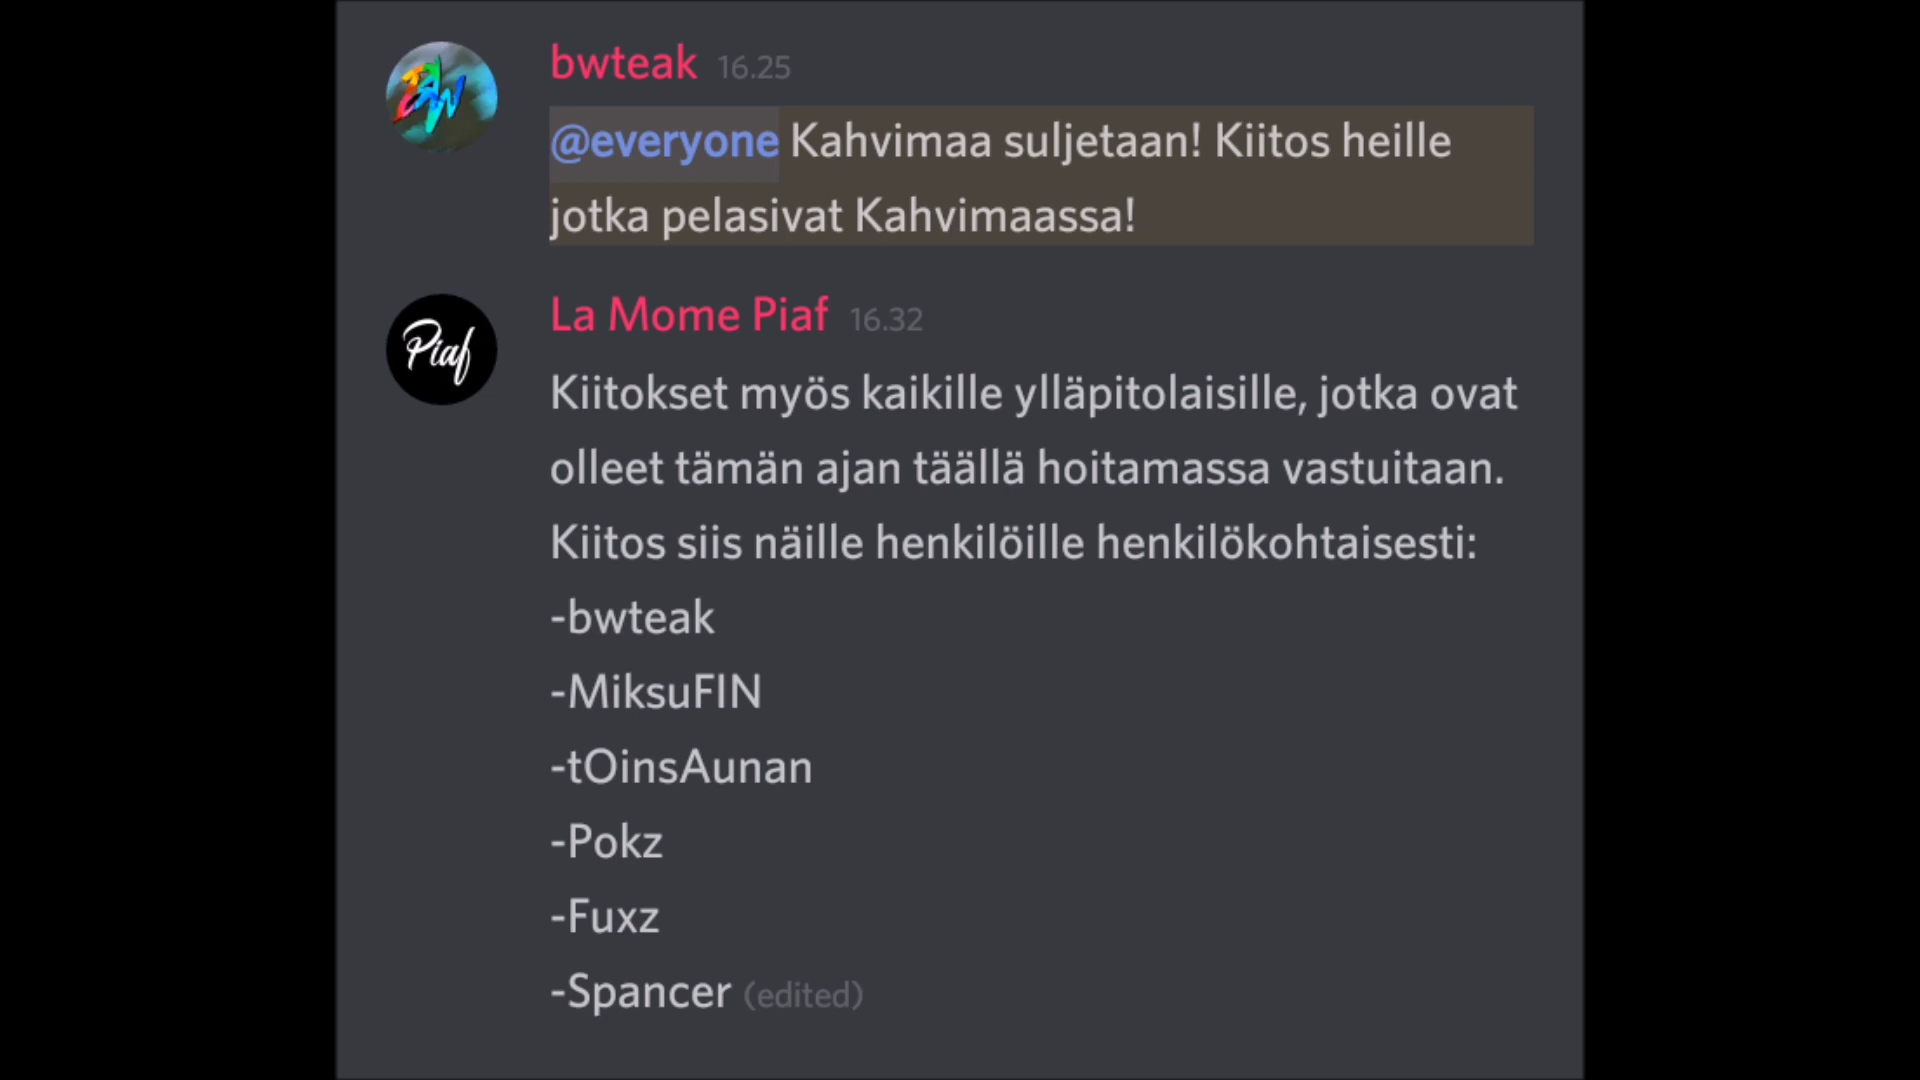 bwteak 16.25
@everyone Kahvimaa suljetaan! Kiitos heille
jotka pelasivat Kahvimaassa!
La Mome Piaf 16.32
Piaf
Kiitokset myös kaikille ylläpitolaisille, jotka ovat
olleet tämän ajan täällä hoitamassa vastuitaan.
Kiitos siis näille henkilöille henkilökohtaisesti:
-bwteak
-MiksuFIN
-tOinsAunan
-Pokz
-Fuxz
-Spancer (edited)